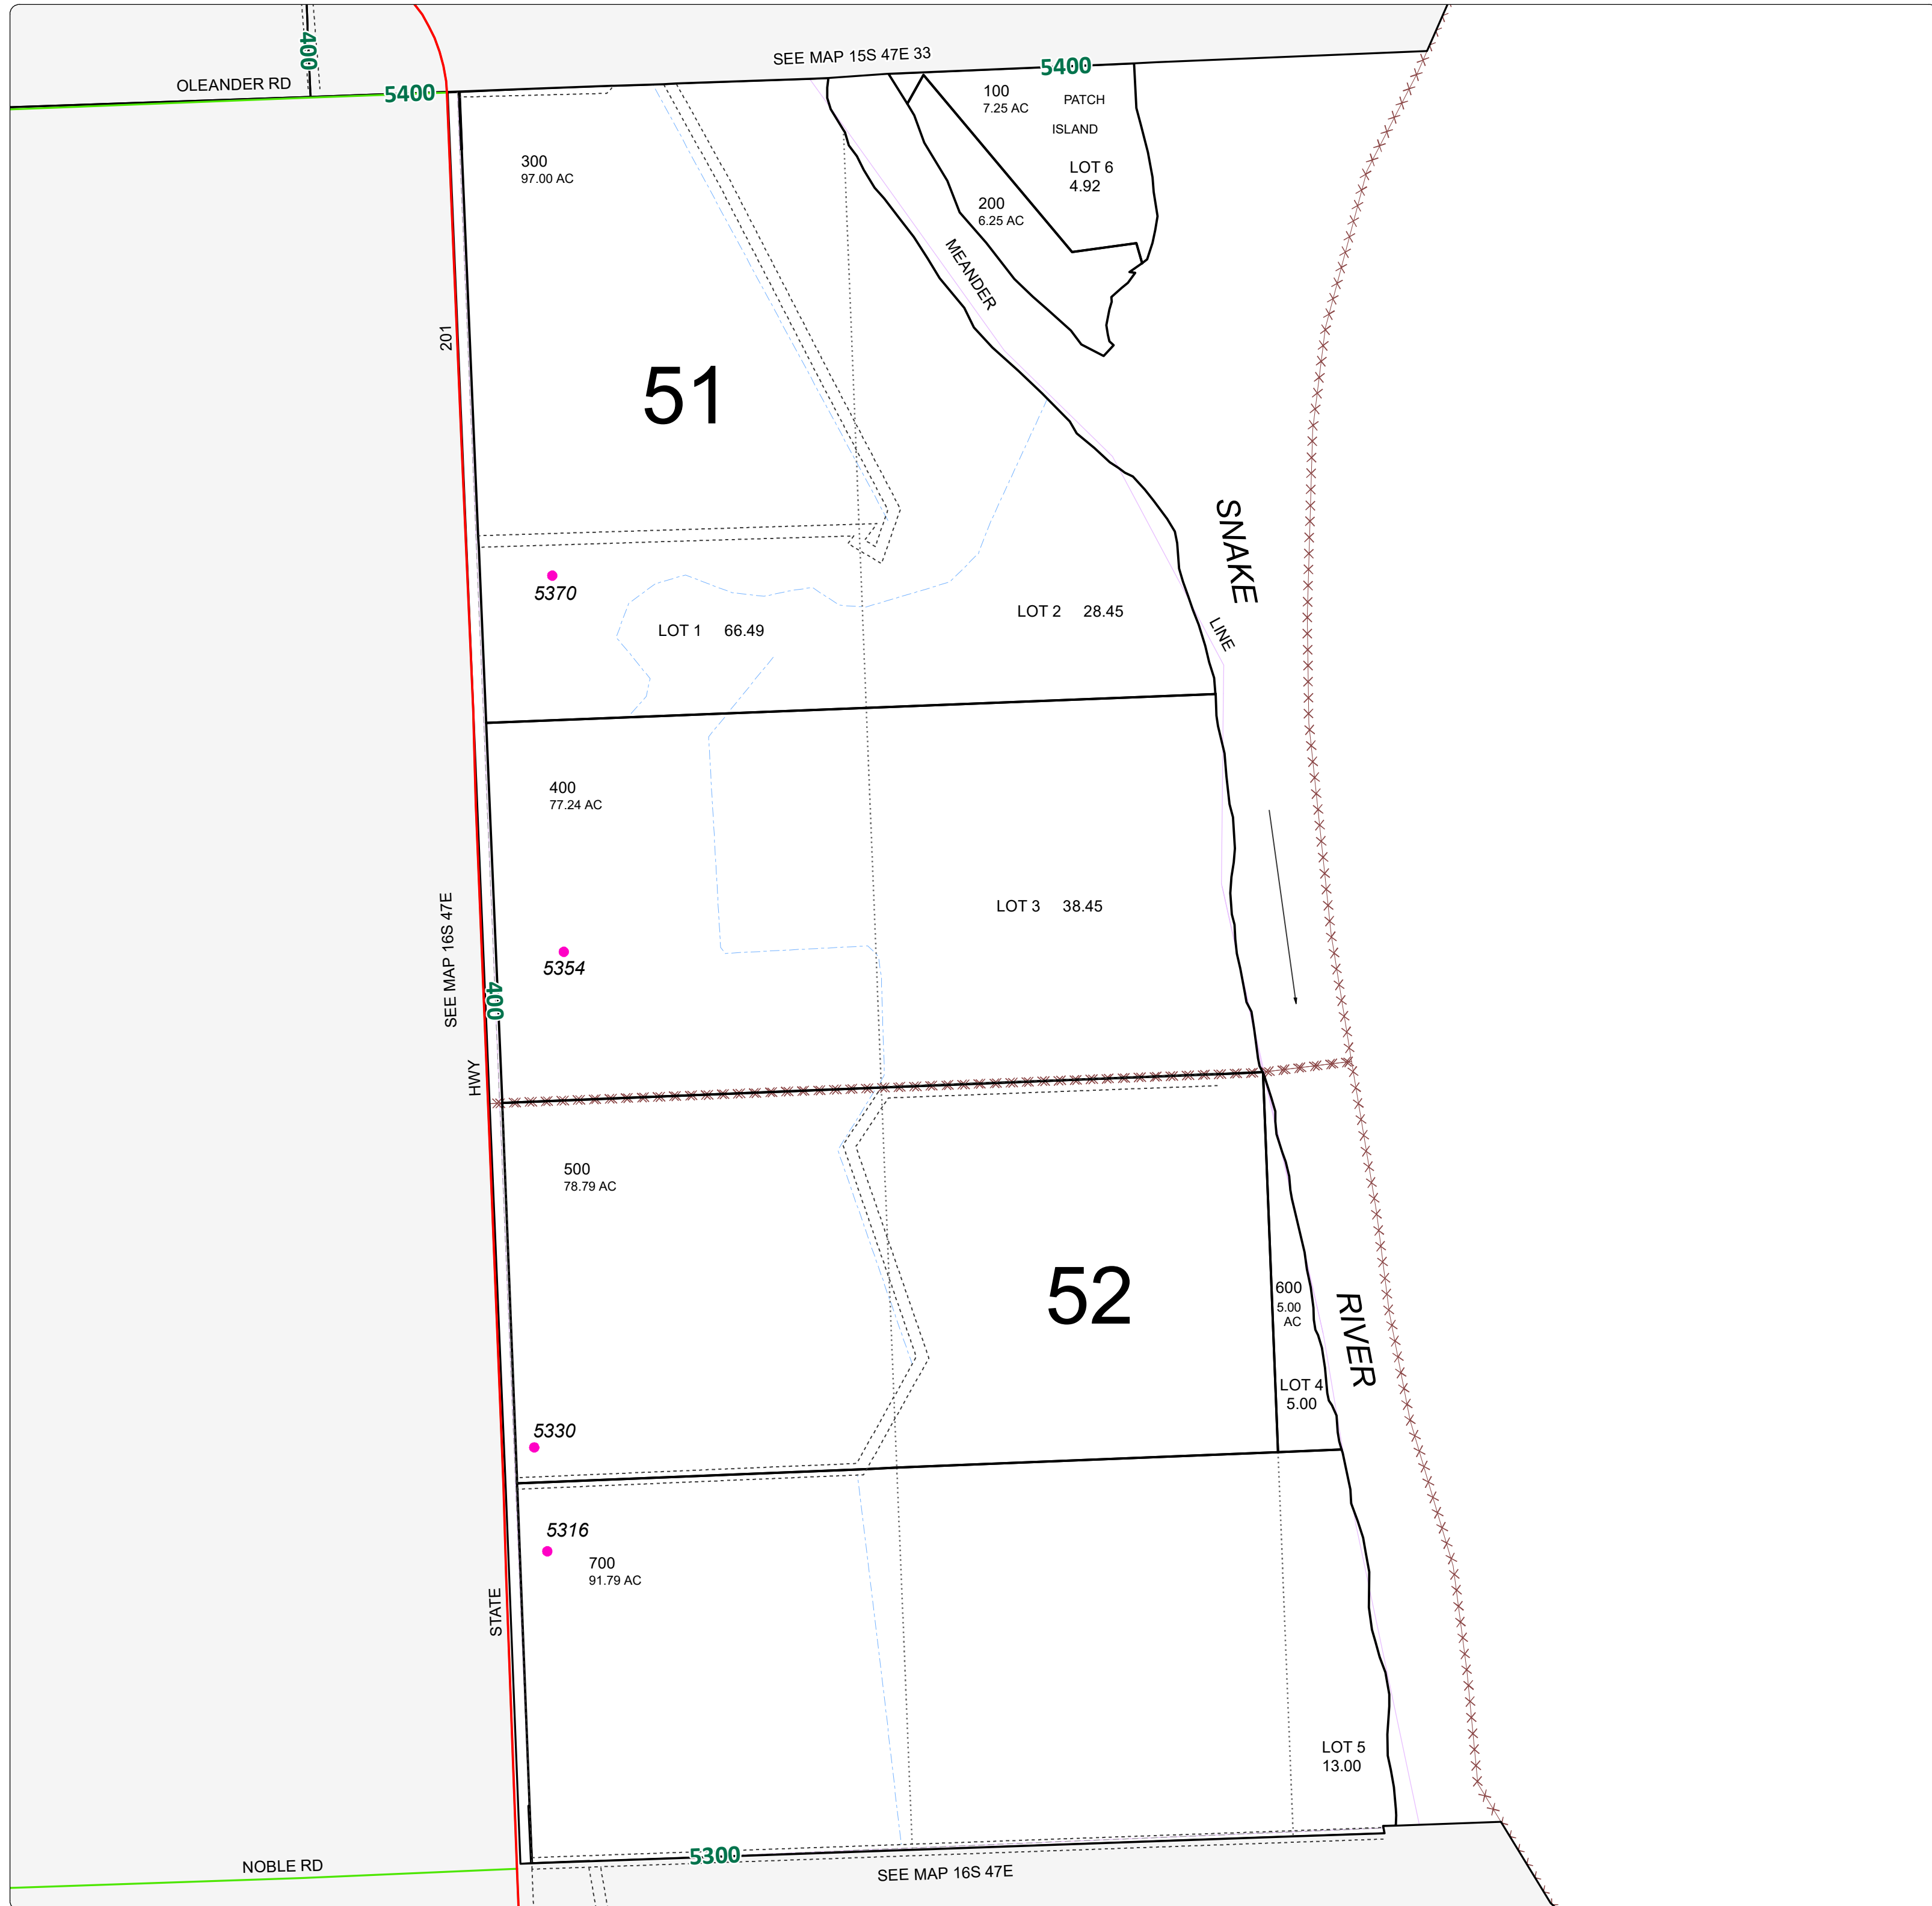 400
SEE MAP 15S 47E 33
OLEANDER RD
5400
5400
100
7.25 AC
PATCH
ISLAND
LOT 6
4.92
300
97.00 AC
200
6.25 AC
MEANDER
201
51
SNAKE
5370
LOT 1 66.49
LOT 2 28.45
LINE
400
77.24 AC
LOT 3 38.45
SEE MAP 16S 47E
5354
400
HWY
500
78.79 AC
52
600
5.00
AC
RIVER
LOT 4
5.00
5330
5316
700
91.79 AC
STATE
LOT 5
13.00
5300
NOBLE RD
SEE MAP 16S 47E